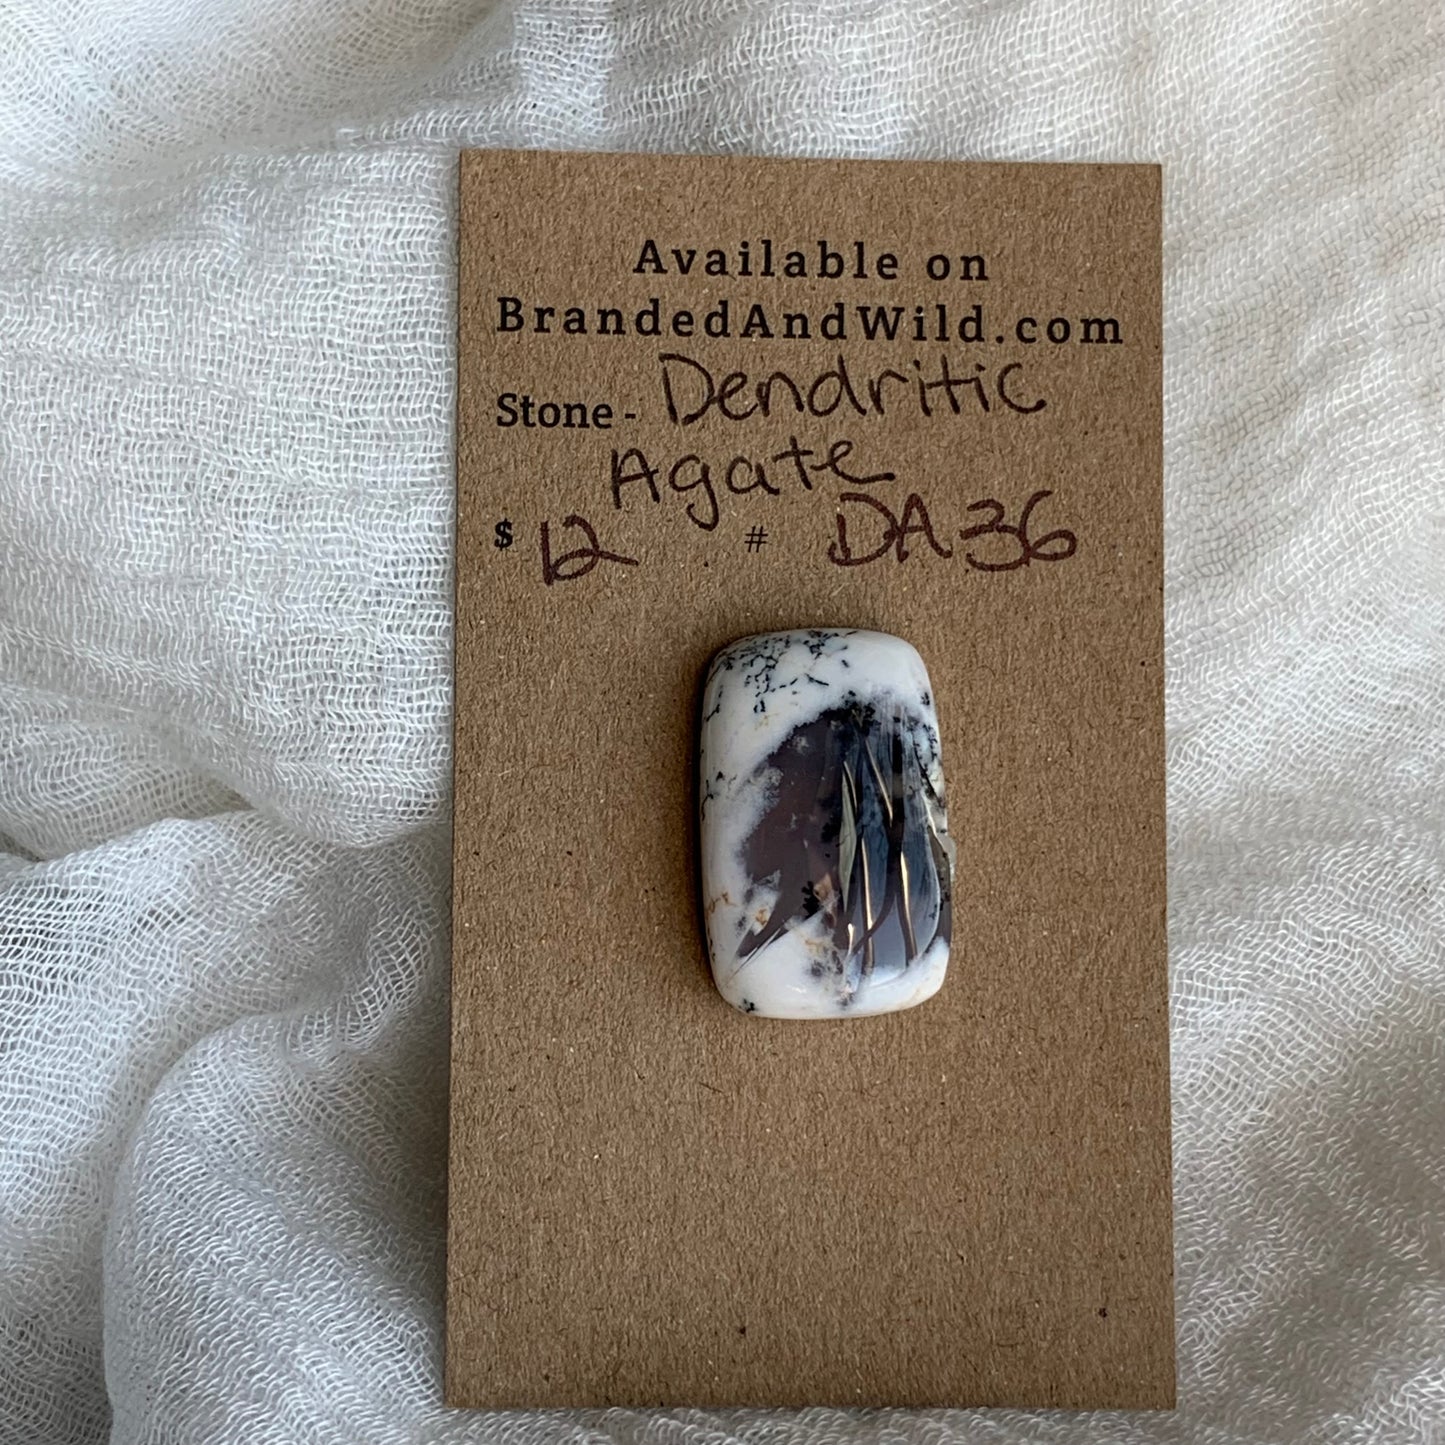 Available on
BrandedAndWild.com
Stone - Dendritic
Agate
$ 12 # DA36